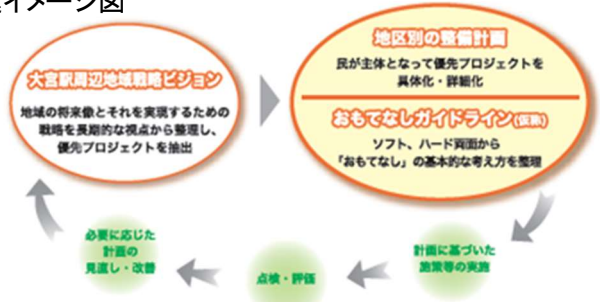 イメージ図
大宮駅周辺地域戦略ビジョン
地域の将来像とそれを実現するための
戦略を長期的な視点から整理し、
優先プロジェクトを抽出
地区別の整備計画
民が主体となって優先プロジェクトを
具体化・詳細化
おもてなしガイドライン(仮称)
ソフト、ハード両面から
「おもてなし」の基本的な考え方を整理
計画に基づいた
施策等の実施
点検・評価
必要に応じた
計画の
見直し・改善